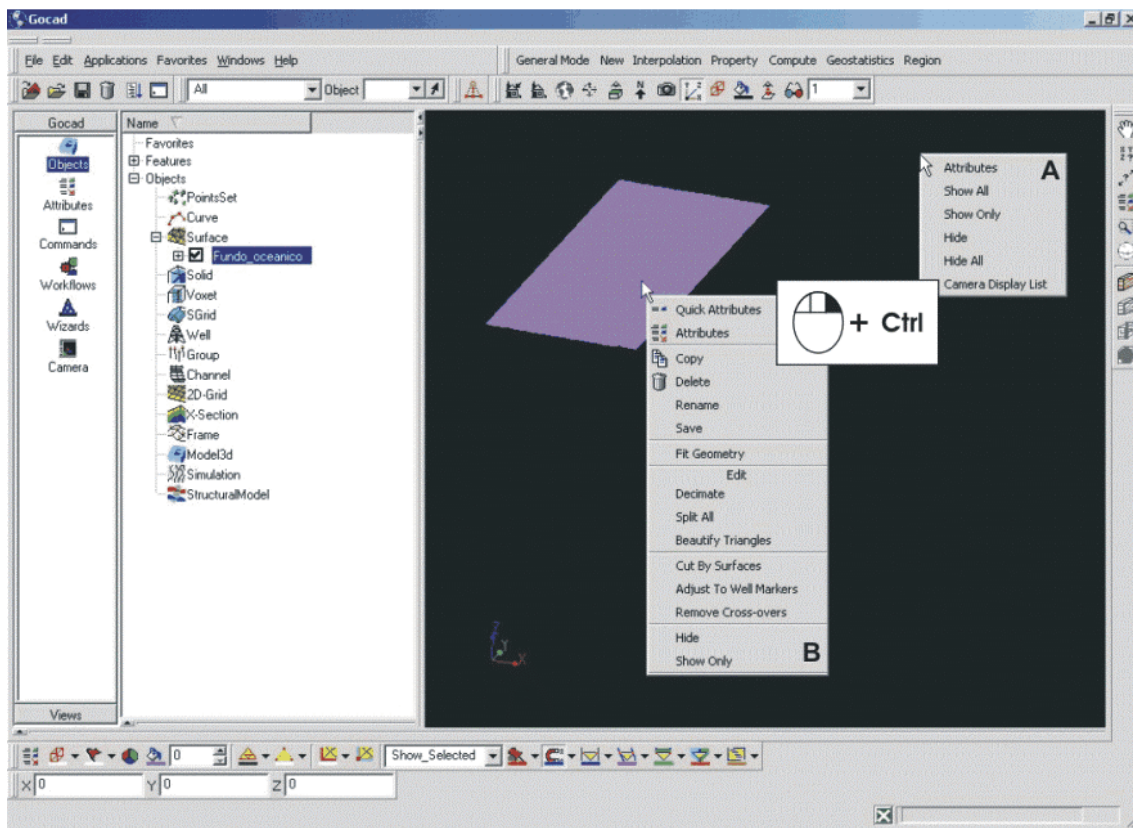 Gocad
File Edit Applications Favorites Windows Help
General Mode New Interpolation Property Compute Geostatistics Region
All
Object
1
Gocad
Objects
Attributes
Commands
Workflows
Wizards
Camera
Views
Name
Favorites
Features
Objects
PointsSet
Curve
Surface
Fundo_oceanico
Solid
Voxet
SGrid
Well
Group
Channel
2D-Grid
X-Section
Frame
Model3d
Simulation
StructuralModel
Attributes A
Show All
Show Only
Hide
Hide All
Camera Display List
+ Ctrl
Quick Attributes
Attributes
Copy
Delete
Rename
Save
Fit Geometry
Edit
Decimate
Split All
Beautify Triangles
Cut By Surfaces
Adjust To Well Markers
Remove Cross-overs
Hide
Show Only B
Z
Y
X
0
Show_Selected
X 0 Y 0 Z 0